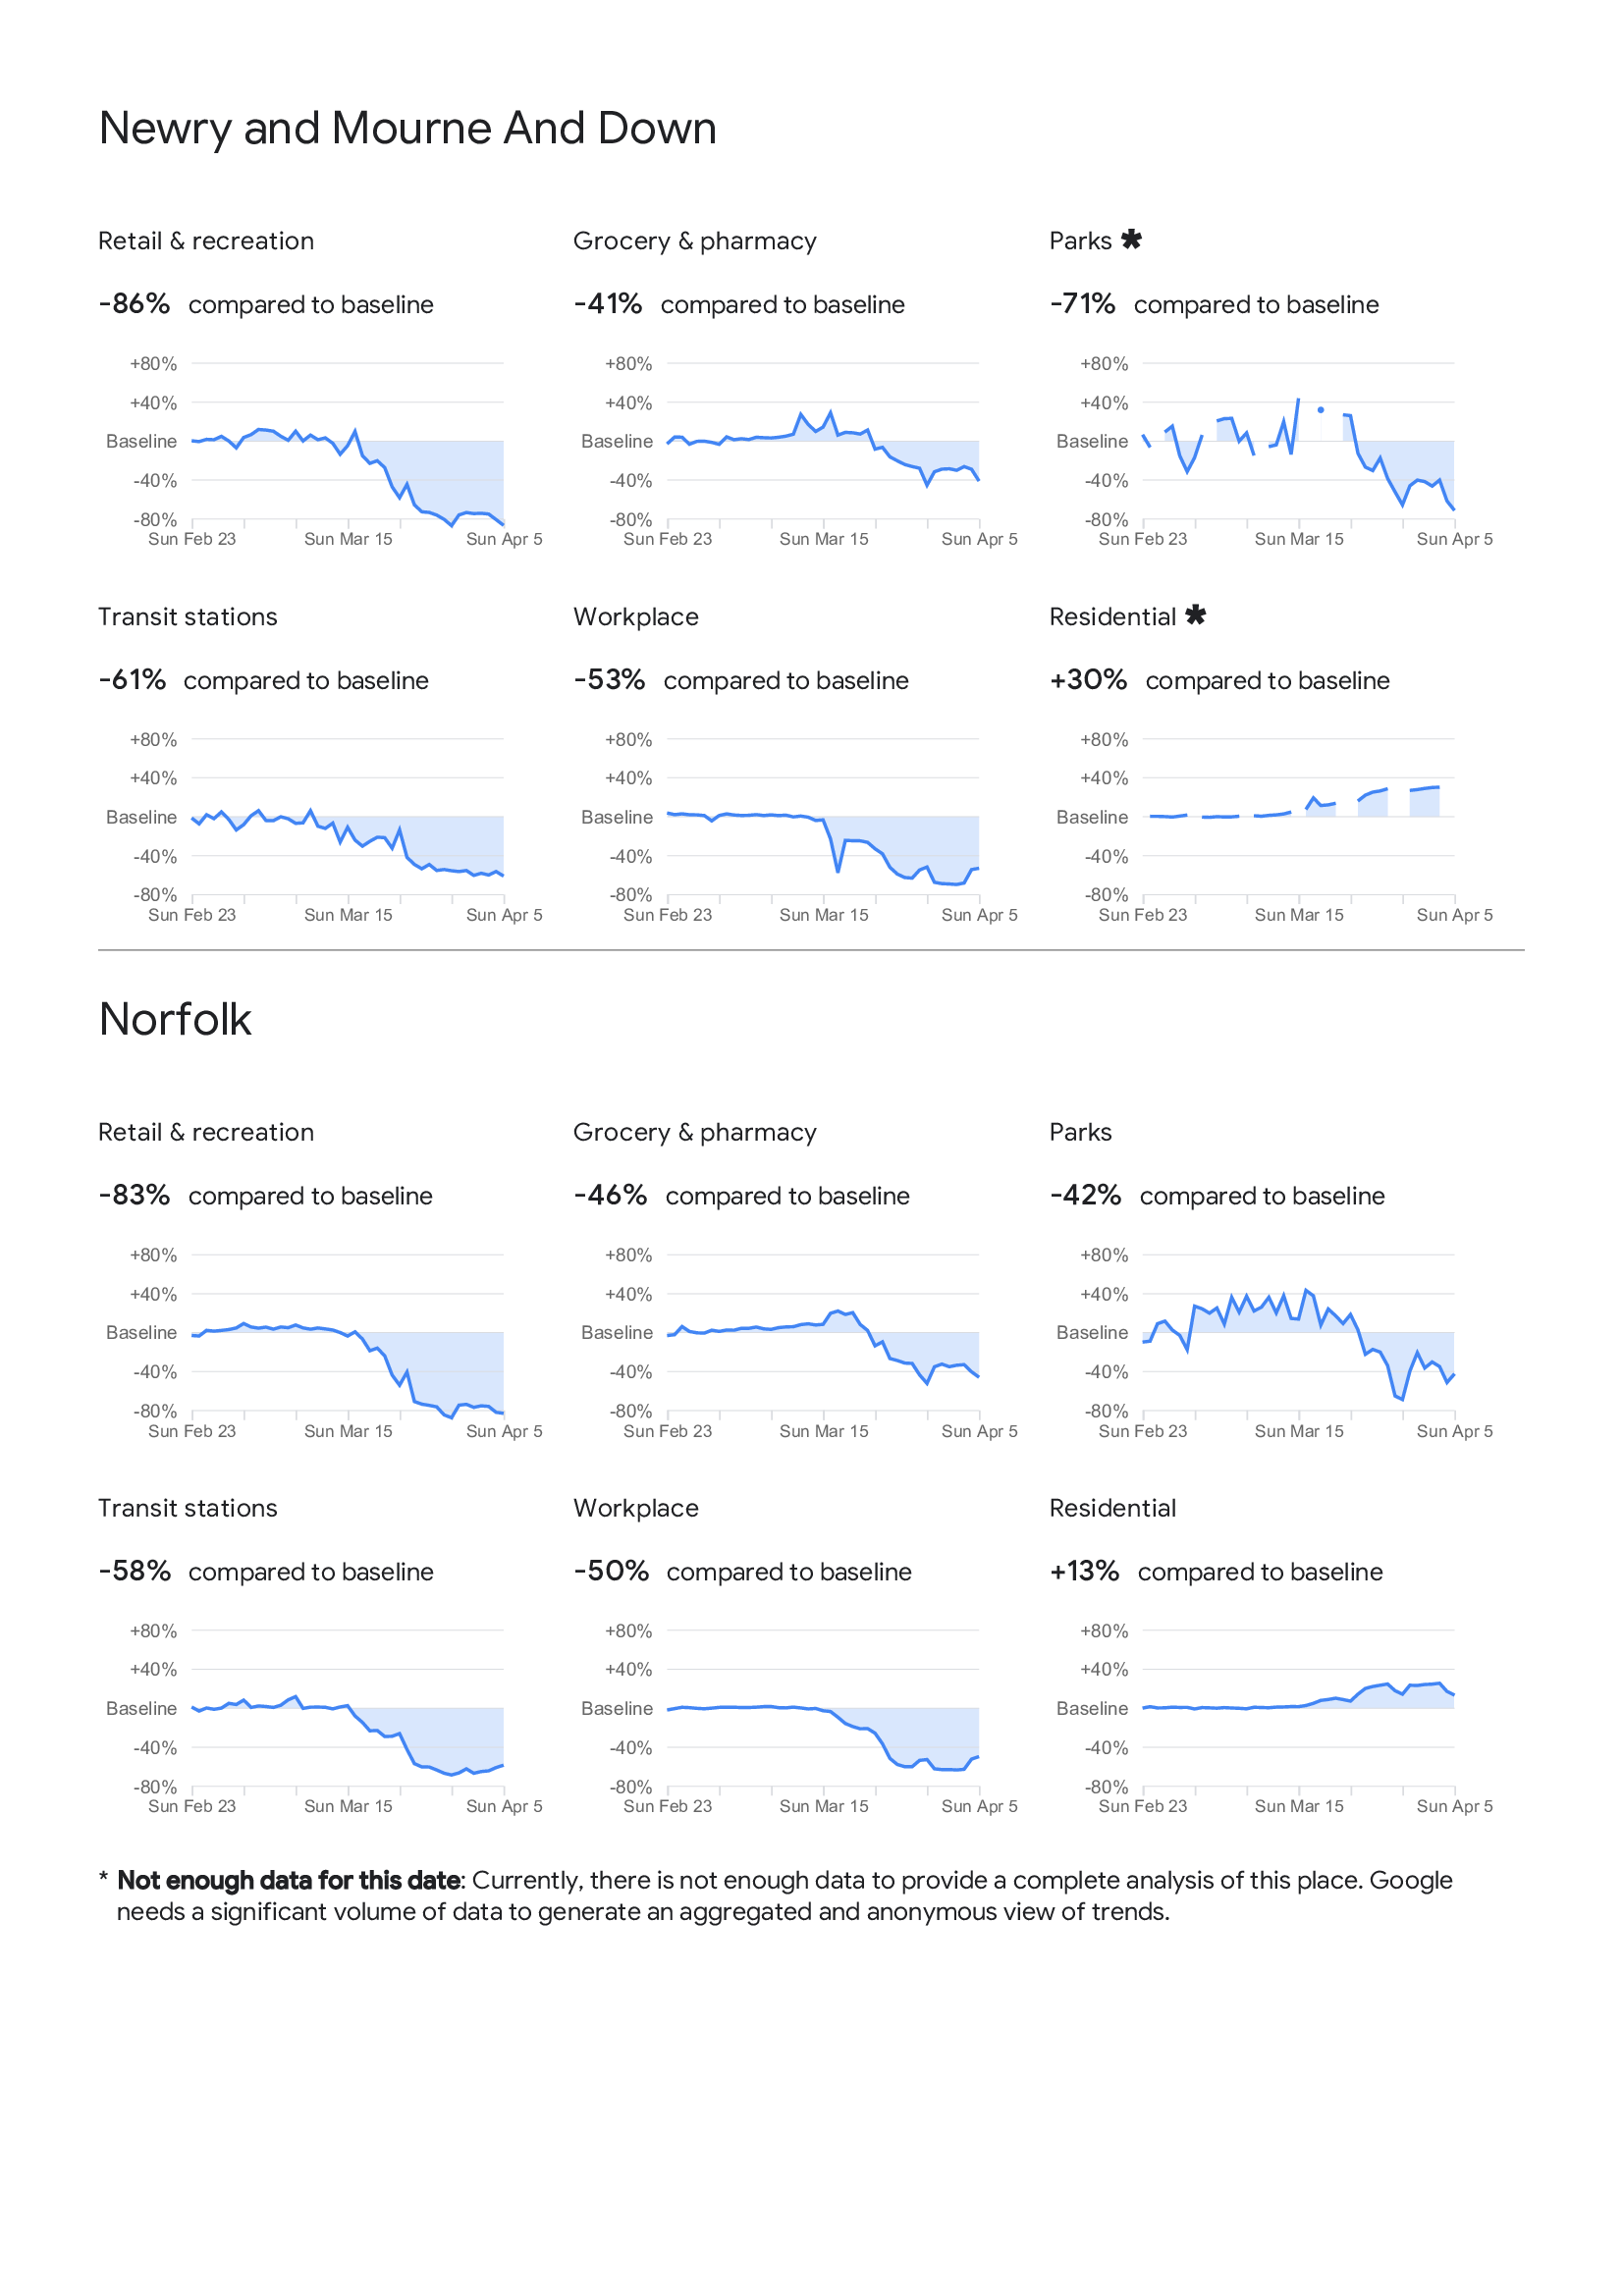 Newry and Mourne And Down
Retail & recreation
-86% compared to baseline
+80%
+40%
Baseline
-40%
-80%
Sun Feb 23 Sun Mar 15 Sun Apr 5
Grocery & pharmacy
-41% compared to baseline
+80%
+40%
Baseline
-40%
-80%
Sun Feb 23 Sun Mar 15 Sun Apr 5
Parks *
-71% compared to baseline
+80%
+40%
Baseline
-40%
-80%
Sun Feb 23 Sun Mar 15 Sun Apr 5
Transit stations
-61% compared to baseline
+80%
+40%
Baseline
-40%
-80%
Sun Feb 23 Sun Mar 15 Sun Apr 5
Workplace
-53% compared to baseline
+80%
+40%
Baseline
-40%
-80%
Sun Feb 23 Sun Mar 15 Sun Apr 5
Residential *
+30% compared to baseline
+80%
+40%
Baseline
-40%
-80%
Sun Feb 23 Sun Mar 15 Sun Apr 5
Norfolk
Retail & recreation
-83% compared to baseline
+80%
+40%
Baseline
-40%
-80%
Sun Feb 23 Sun Mar 15 Sun Apr 5
Grocery & pharmacy
-46% compared to baseline
+80%
+40%
Baseline
-40%
-80%
Sun Feb 23 Sun Mar 15 Sun Apr 5
Parks
-42% compared to baseline
+80%
+40%
Baseline
-40%
-80%
Sun Feb 23 Sun Mar 15 Sun Apr 5
Transit stations
-58% compared to baseline
+80%
+40%
Baseline
-40%
-80%
Sun Feb 23 Sun Mar 15 Sun Apr 5
Workplace
-50% compared to baseline
+80%
+40%
Baseline
-40%
-80%
Sun Feb 23 Sun Mar 15 Sun Apr 5
Residential
+13% compared to baseline
+80%
+40%
Baseline
-40%
-80%
Sun Feb 23 Sun Mar 15 Sun Apr 5
* Not enough data for this date: Currently, there is not enough data to provide a complete analysis of this place. Google
needs a significant volume of data to generate an aggregated and anonymous view of trends.